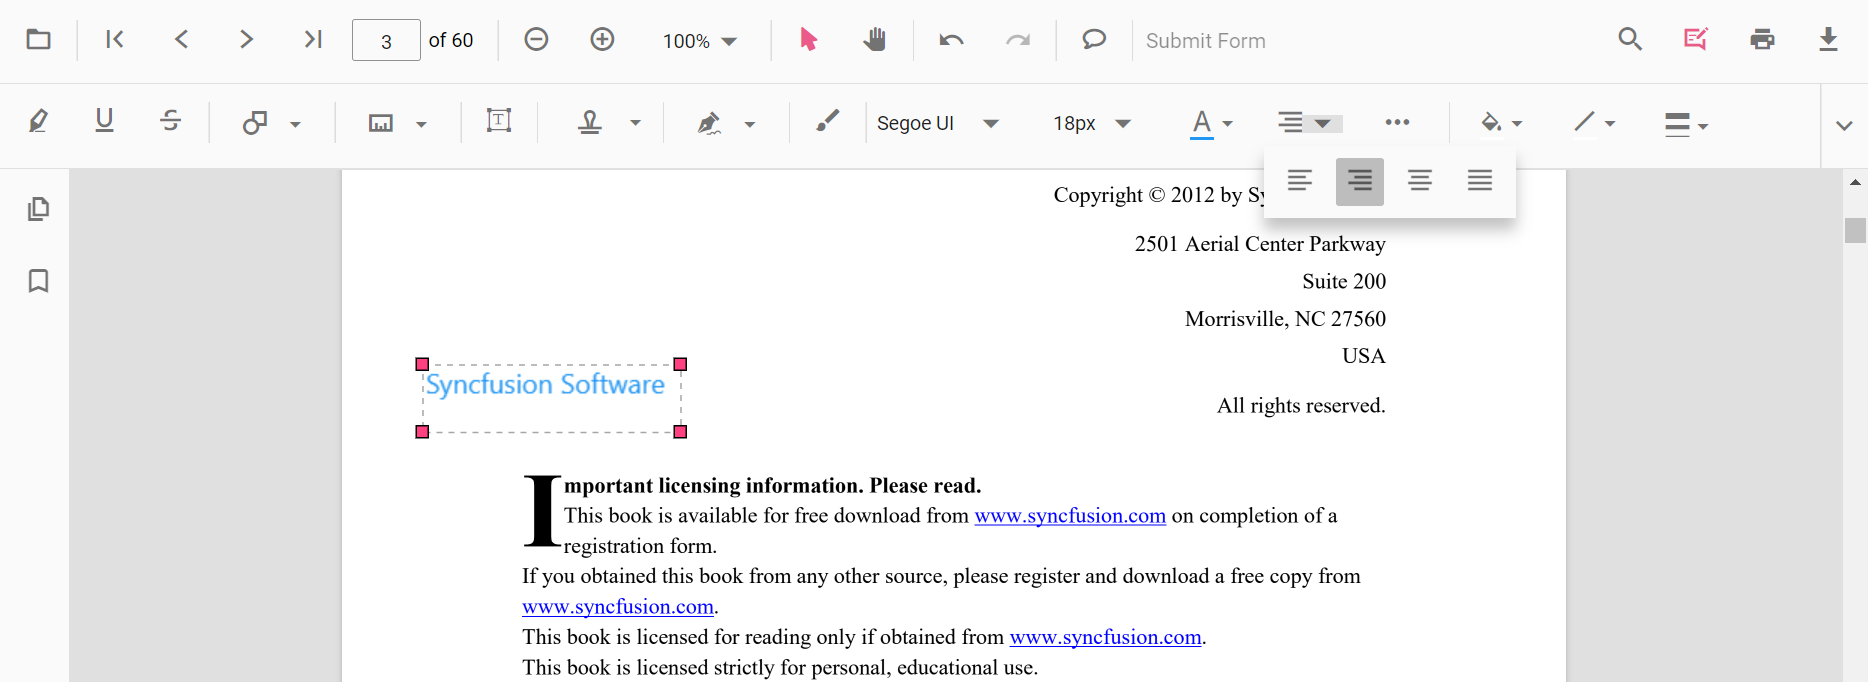 3 of 60
100%
Submit Form
U S T
Segoe UI
18px
A
Copyright © 2012 by
2501 Aerial Center Parkway
Suite 200
Morrisville, NC 27560
USA
Syncfusion Software
All rights reserved.
Important licensing information. Please read.
This book is available for free download from www.syncfusion.com on completion of a
registration form.
If you obtained this book from any other source, please register and download a free copy from
www.syncfusion.com.
This book is licensed for reading only if obtained from www.syncfusion.com.
This book is licensed strictly for personal, educational use.